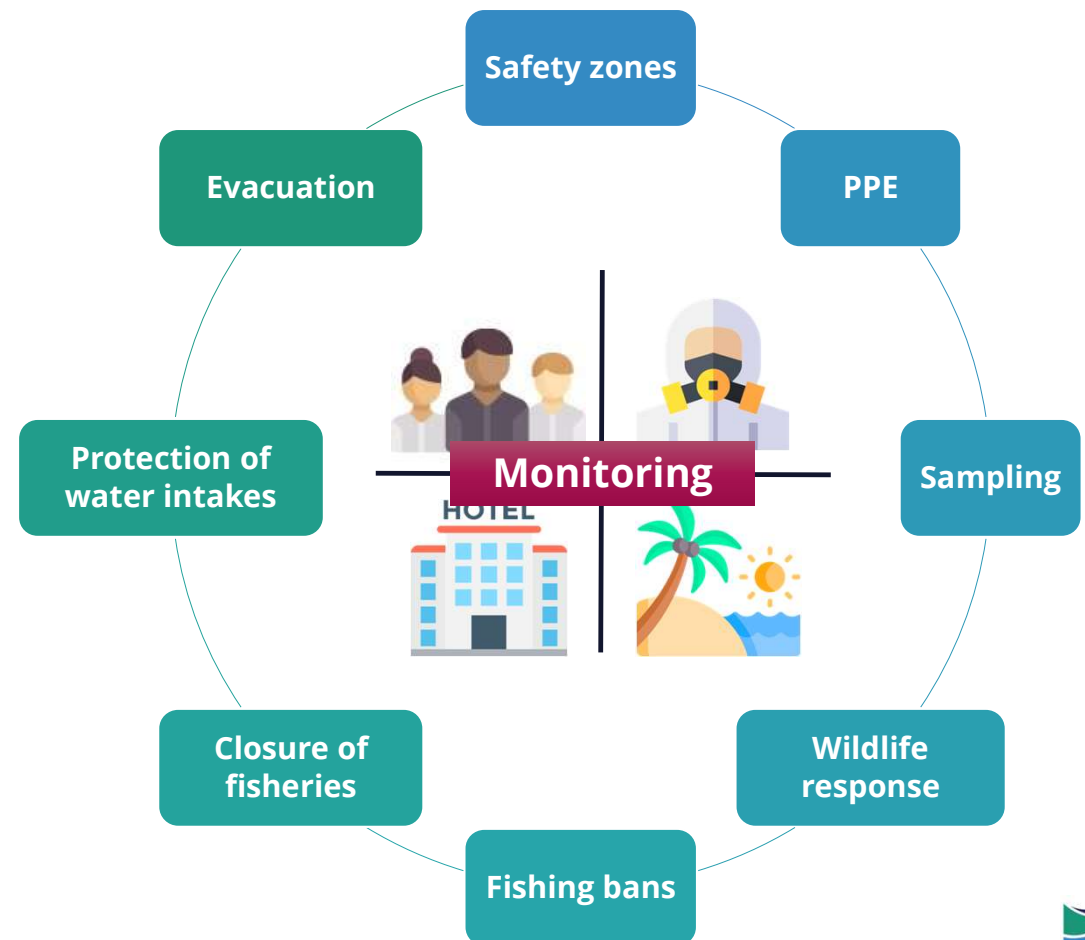 Safety zones
PPE
Sampling
Wildlife
response
Fishing bans
Closure of
fisheries
Protection of
water intakes
Evacuation
Monitoring
HOTEL